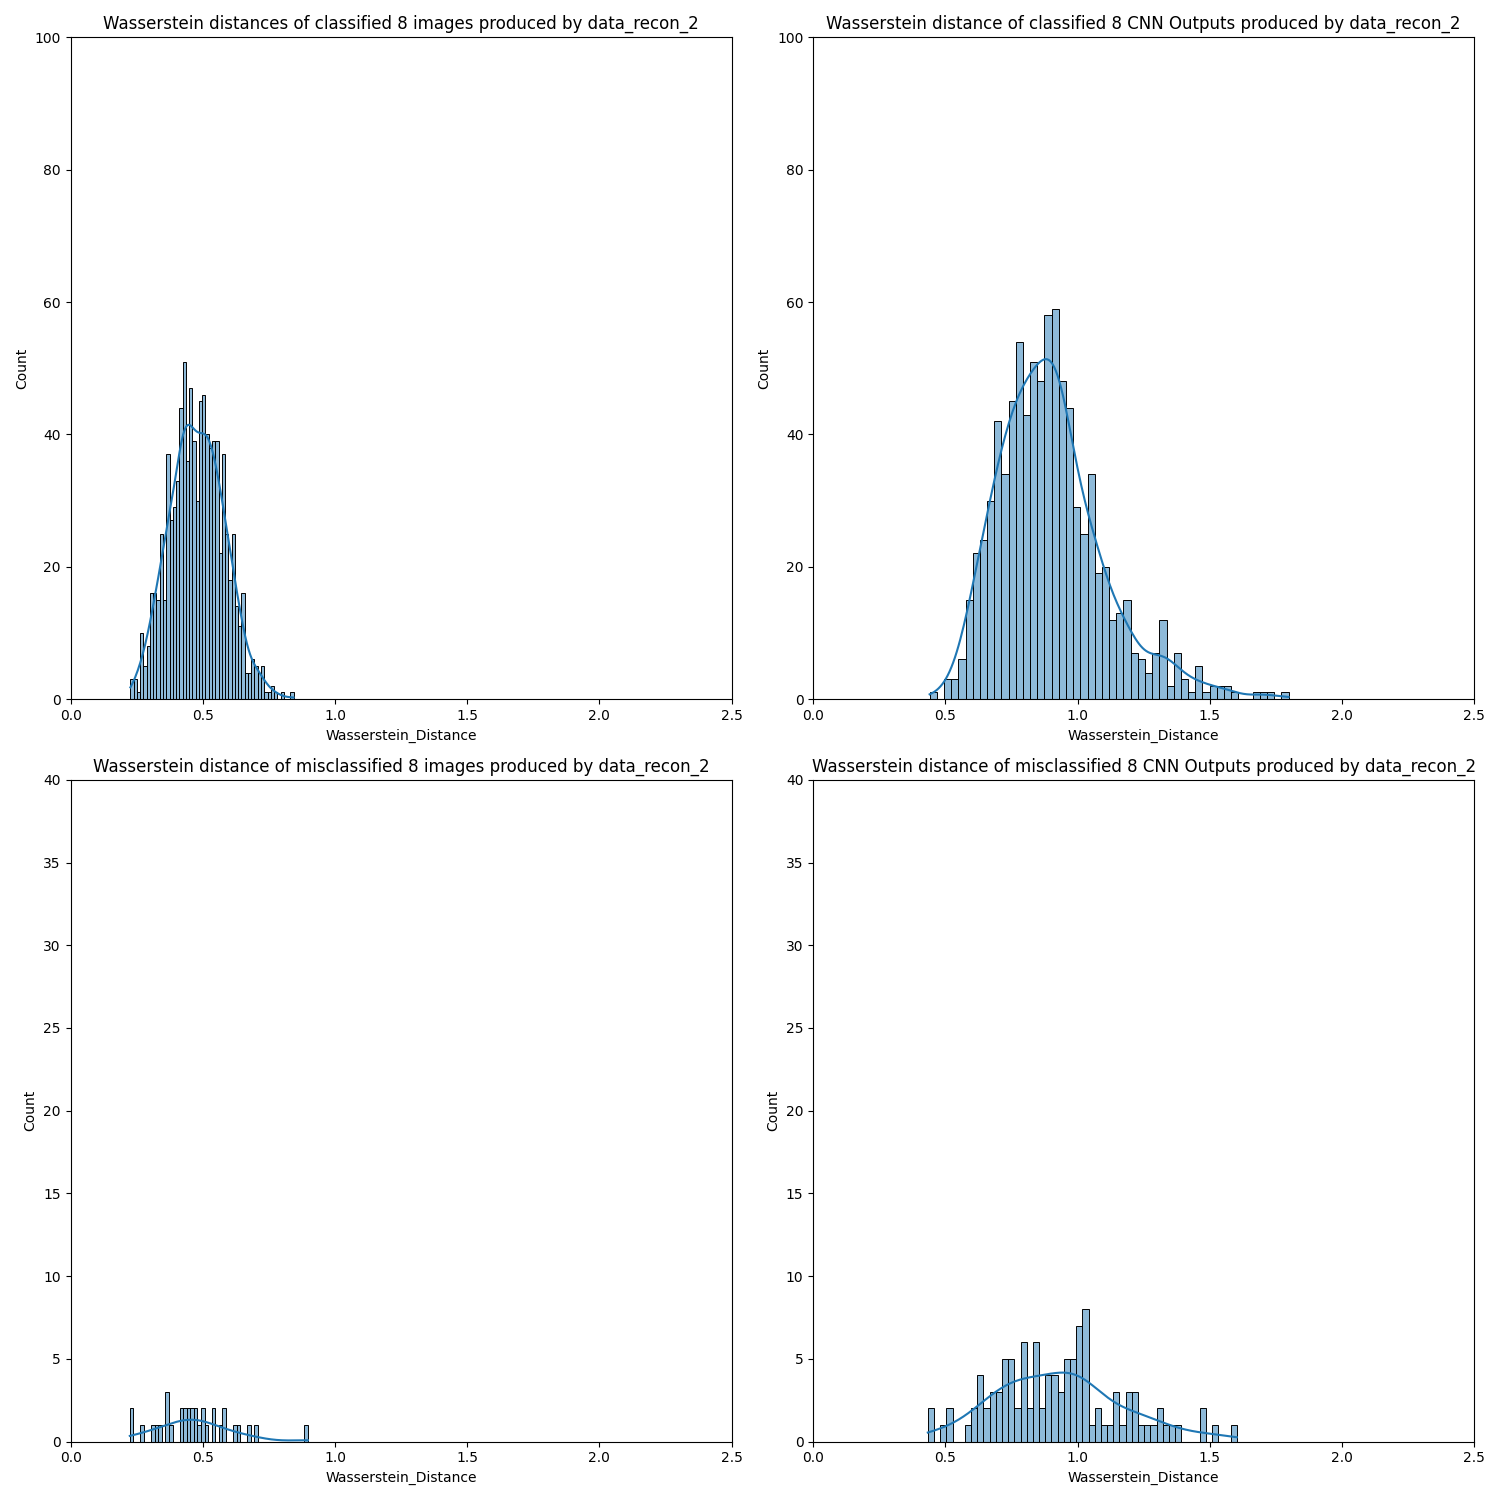 Wasserstein distances of classified 8 images produced by data_recon_2
100
80
60
40
20
0
Count
0.0 0.5 1.0 1.5 2.0 2.5
Wasserstein_Distance
Wasserstein distance of classified 8 CNN Outputs produced by data_recon_2
100
80
60
40
20
0
Count
0.0 0.5 1.0 1.5 2.0 2.5
Wasserstein_Distance
Wasserstein distance of misclassified 8 images produced by data_recon_2
40
35
30
25
20
15
10
5
0
Count
0.0 0.5 1.0 1.5 2.0 2.5
Wasserstein_Distance
Wasserstein distance of misclassified 8 CNN Outputs produced by data_recon_2
40
35
30
25
20
15
10
5
0
Count
0.0 0.5 1.0 1.5 2.0 2.5
Wasserstein_Distance